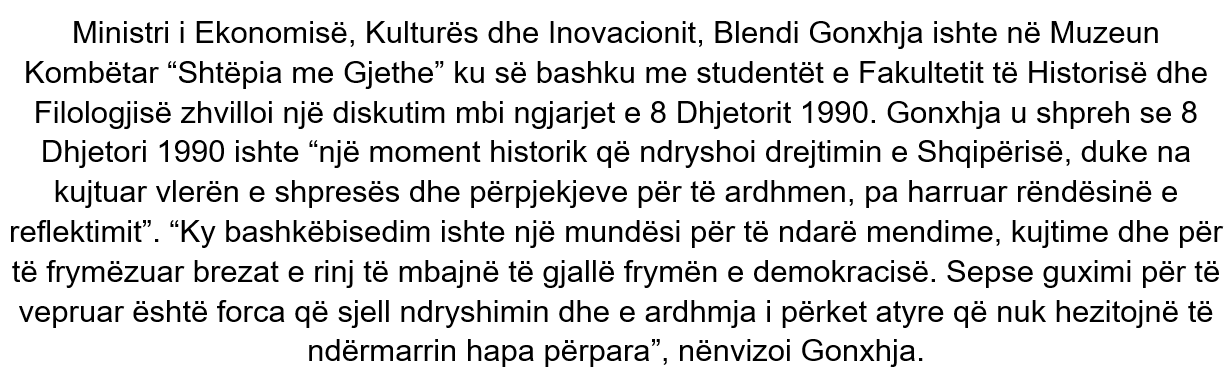 Ministri i Ekonomisë, Kulturës dhe Inovacionit, Blendi Gonxhja ishte në Muzeun
Kombëtar “Shtëpia me Gjethe” ku së bashku me studentët e Fakultetit të Historisë dhe
Filologjisë zhvilloi një diskutim mbi ngjarjet e 8 Dhjetorit 1990. Gonxhja u shpreh se 8
Dhjetori 1990 ishte “një moment historik që ndryshoi drejtimin e Shqipërisë, duke na
kujtuar vlerën e shpresës dhe përpjekjeve për të ardhmen, pa harruar rëndësinë e
reflektimit”. “Ky bashkëbisedim ishte një mundësi për të ndarë mendime, kujtime dhe për
të frymëzuar brezat e rinj të mbajnë të gjallë frymën e demokracisë. Sepse guximi për të
vepruar është forca që sjell ndryshimin dhe e ardhmja i përket atyre që nuk hezitojnë të
ndërmarrin hapa përpara”, nënvizoi Gonxhja.